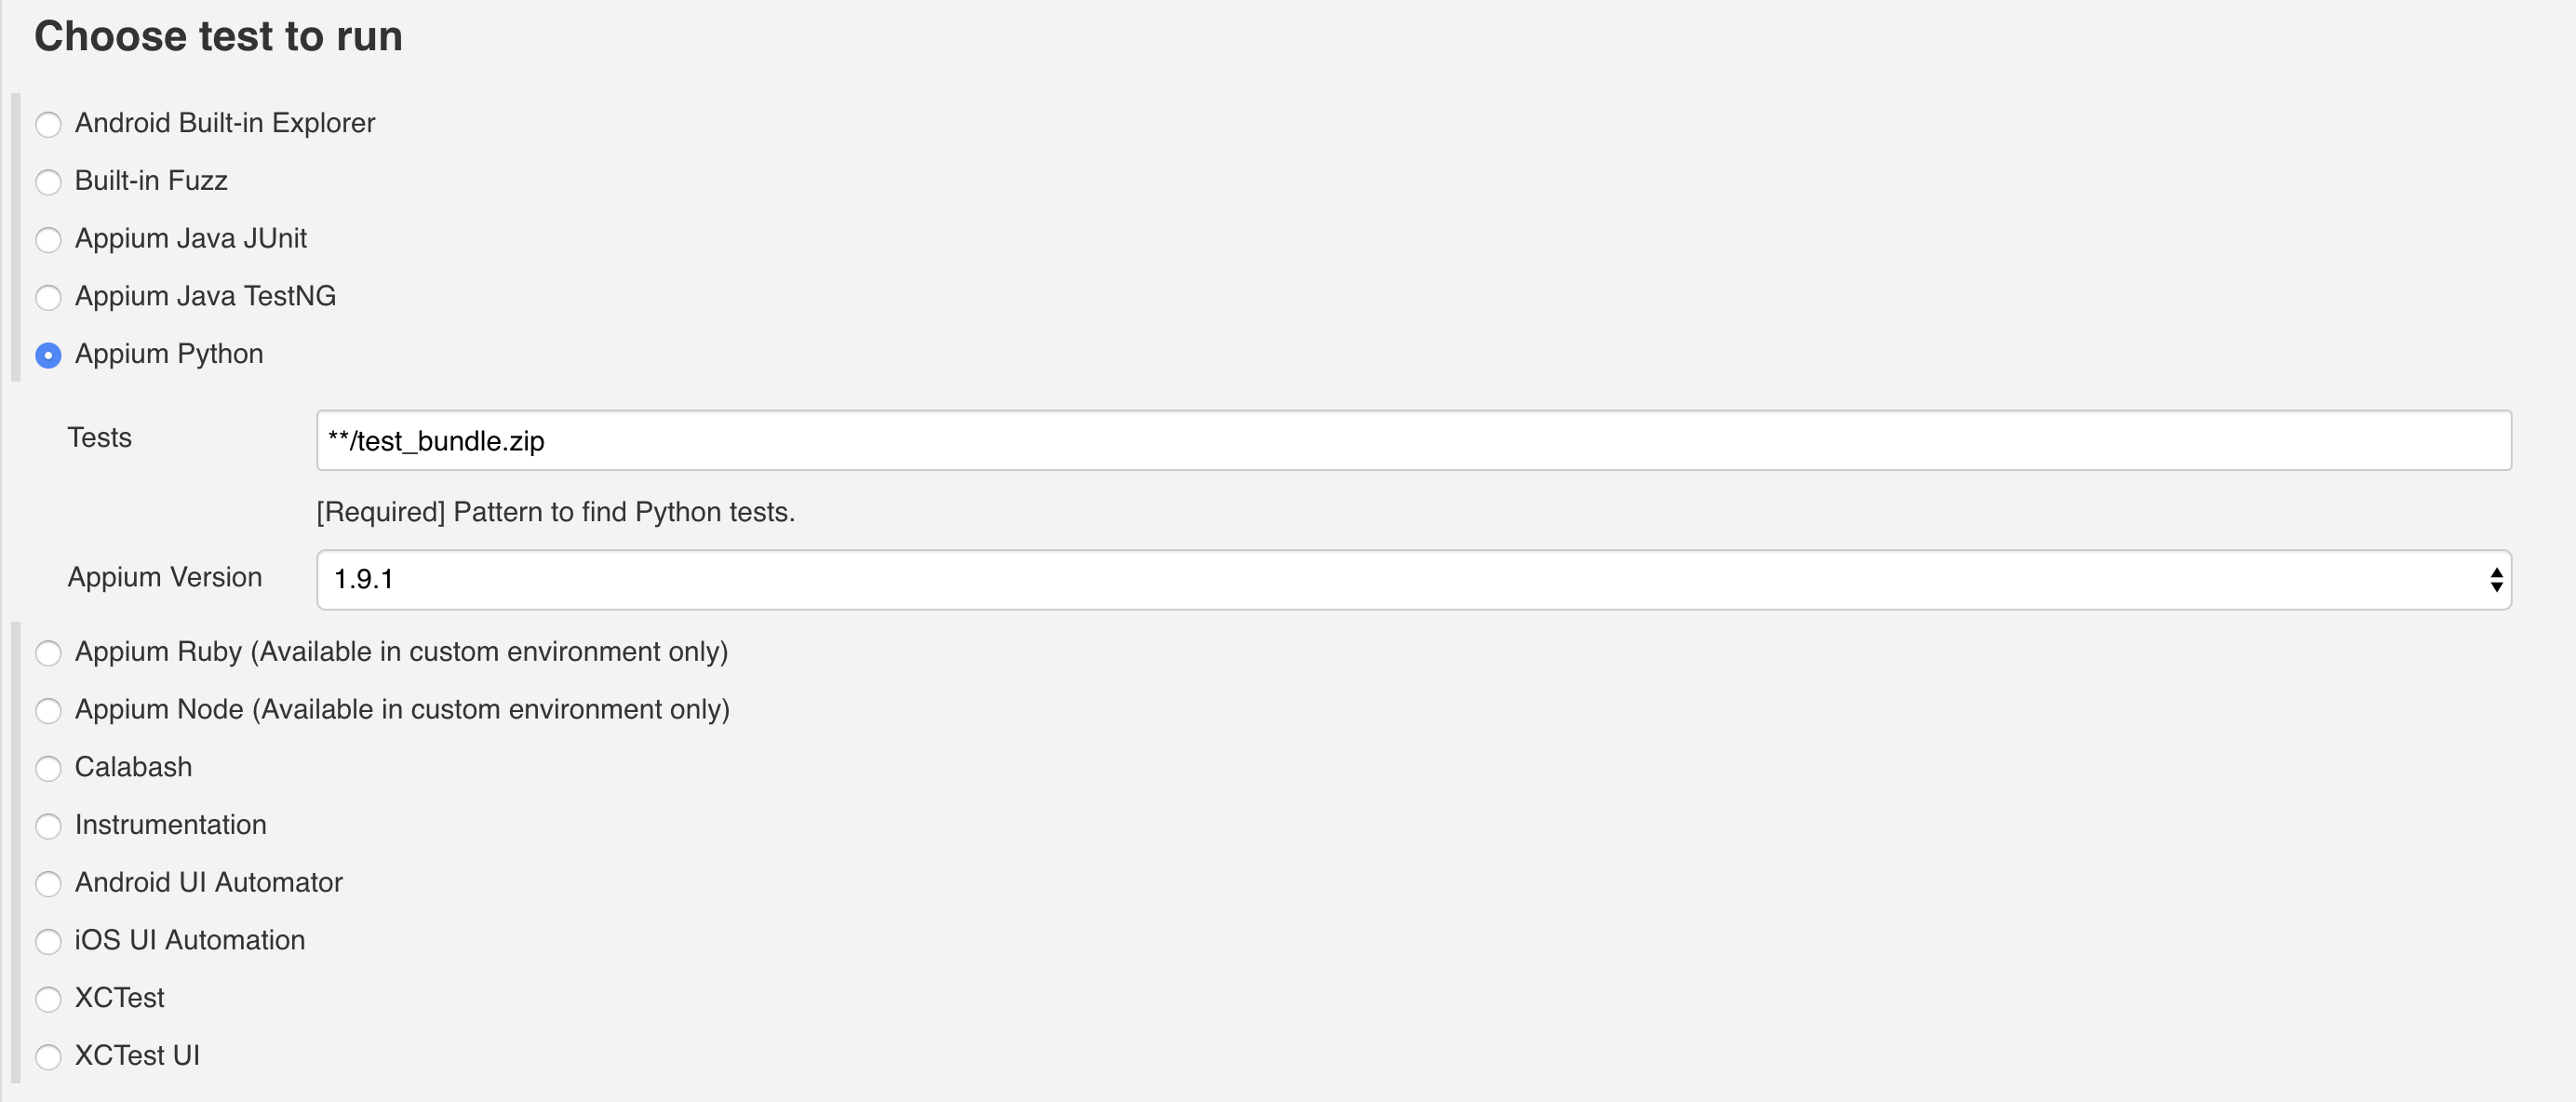 Choose test to run
Android Built-in Explorer
Built-in Fuzz
Appium Java JUnit
Appium Java TestNG
Appium Python
Tests
**/test_bundle.zip
[Required] Pattern to find Python tests.
Appium Version
1.9.1
Appium Ruby (Available in custom environment only)
Appium Node (Available in custom environment only)
Calabash
Instrumentation
Android UI Automator
iOS UI Automation
XCTest
XCTest UI